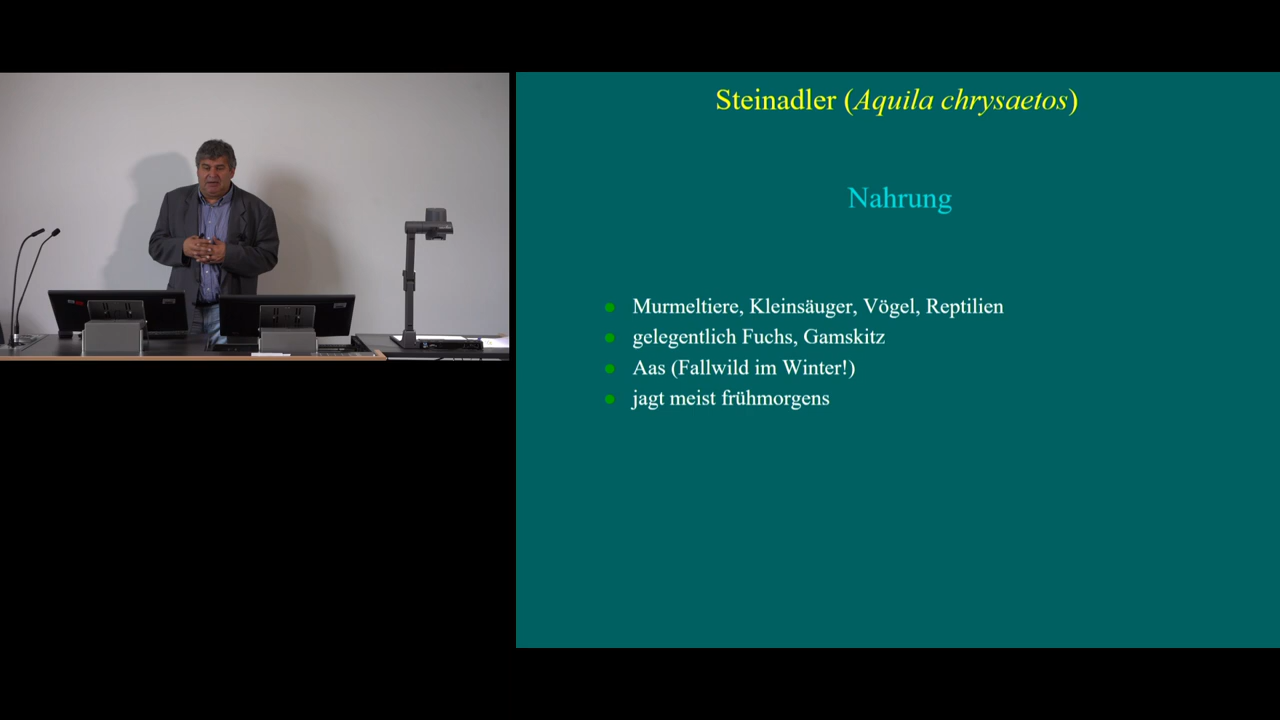 Steinadler (Aquila chrysaetos)
Nahrung
Murmeltiere, Kleinsäuger, Vögel, Reptilien
gelegentlich Fuchs, Gamskitz
Aas (Fallwild im Winter!)
jagt meist frühmorgens